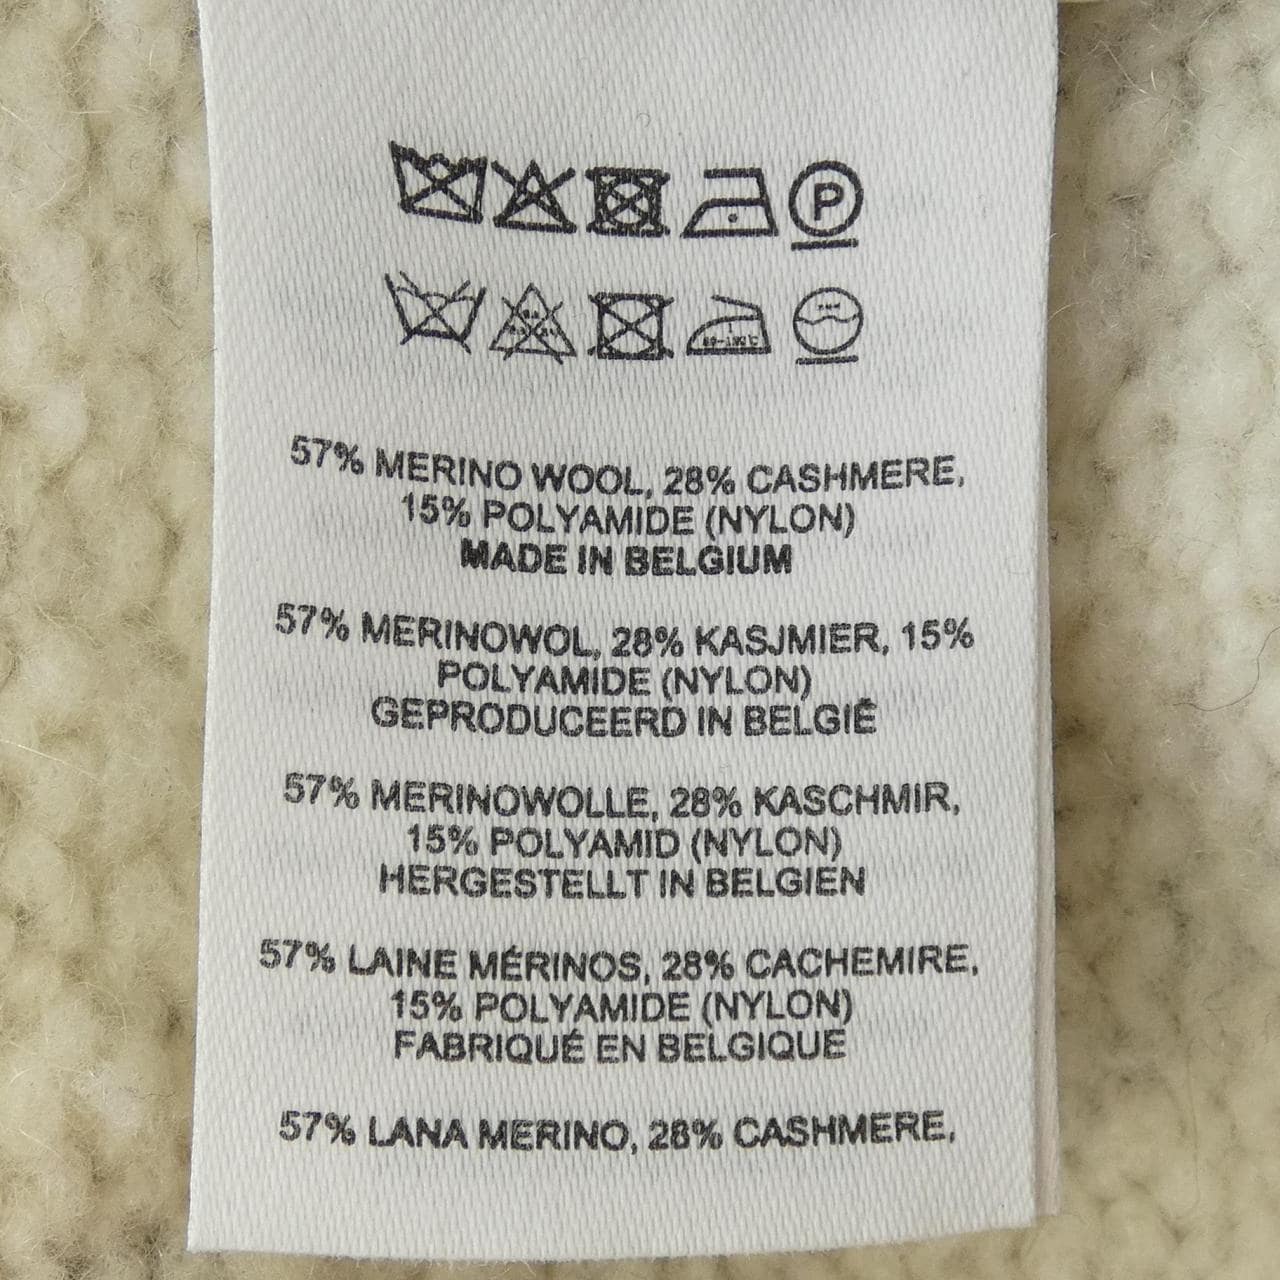 P
57% MERINO WOOL, 28% CASHMERE,
15% POLYAMIDE (NYLON)
MADE IN BELGIUM
57% MERINOWOL, 28% KASJMIER, 15%
POLYAMIDE (NYLON)
GEPRODUCEERD IN BELGIË
57% MERINOWOLLE, 28% KASCHMIR,
15% POLYAMID (NYLON)
HERGESTELLT IN BELGIEN
57% LAINE MÉRINOS, 28% CACHEMIRE,
15% POLYAMIDE (NYLON)
FABRIQUÉ EN BELGIQUE
57% LANA MERINO, 28% CASHMERE,